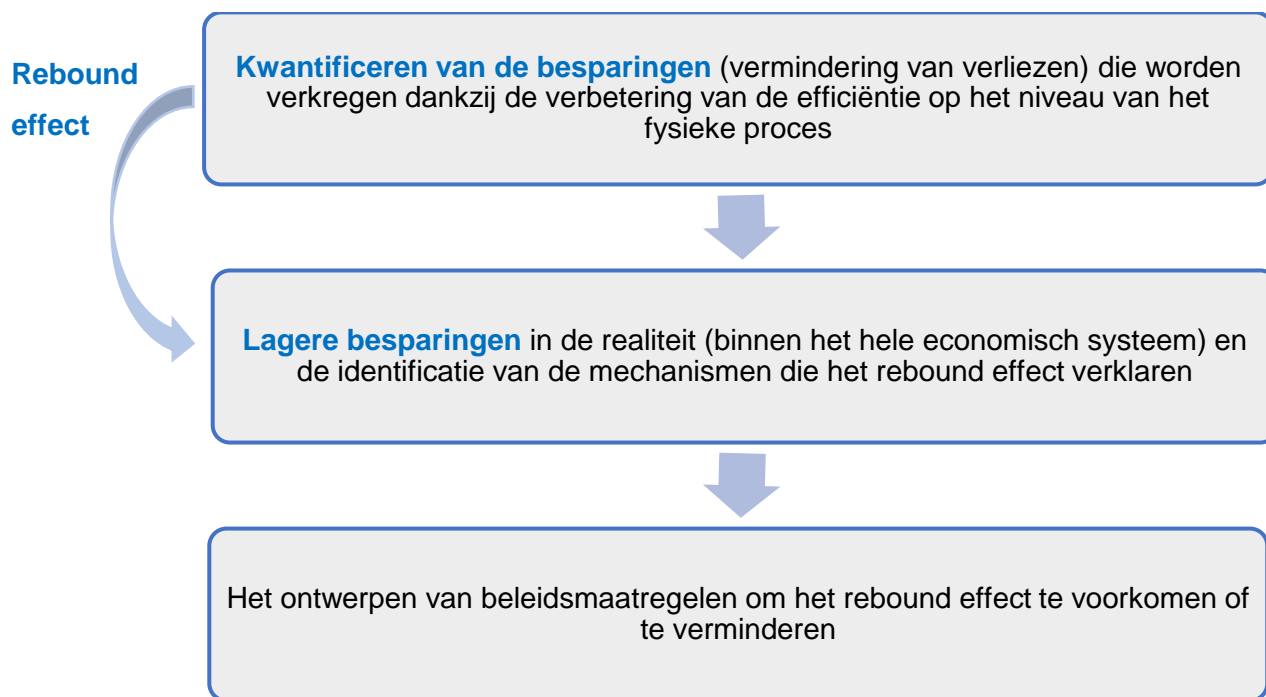 Rebound
effect
Kwantificeren van de besparingen (vermindering van verliezen) die worden
verkregen dankzij de verbetering van de efficiëntie op het niveau van het
fysieke proces
Lagere besparingen in de realiteit (binnen het hele economisch systeem) en
de identificatie van de mechanismen die het rebound effect verklaren
Het ontwerpen van beleidsmaatregelen om het rebound effect te voorkomen of
te verminderen